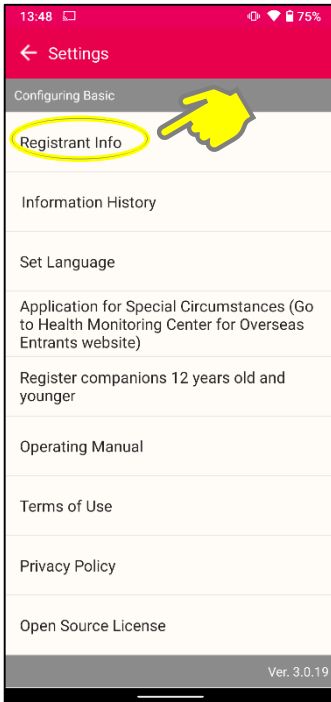 13:48 75%
Settings
Configuring Basic
Registrant Info
Information History
Set Language
Application for Special Circumstances (Go
to Health Monitoring Center for Overseas
Entrants website)
Register companions 12 years old and
younger
Operating Manual
Terms of Use
Privacy Policy
Open Source License
Ver. 3.0.19